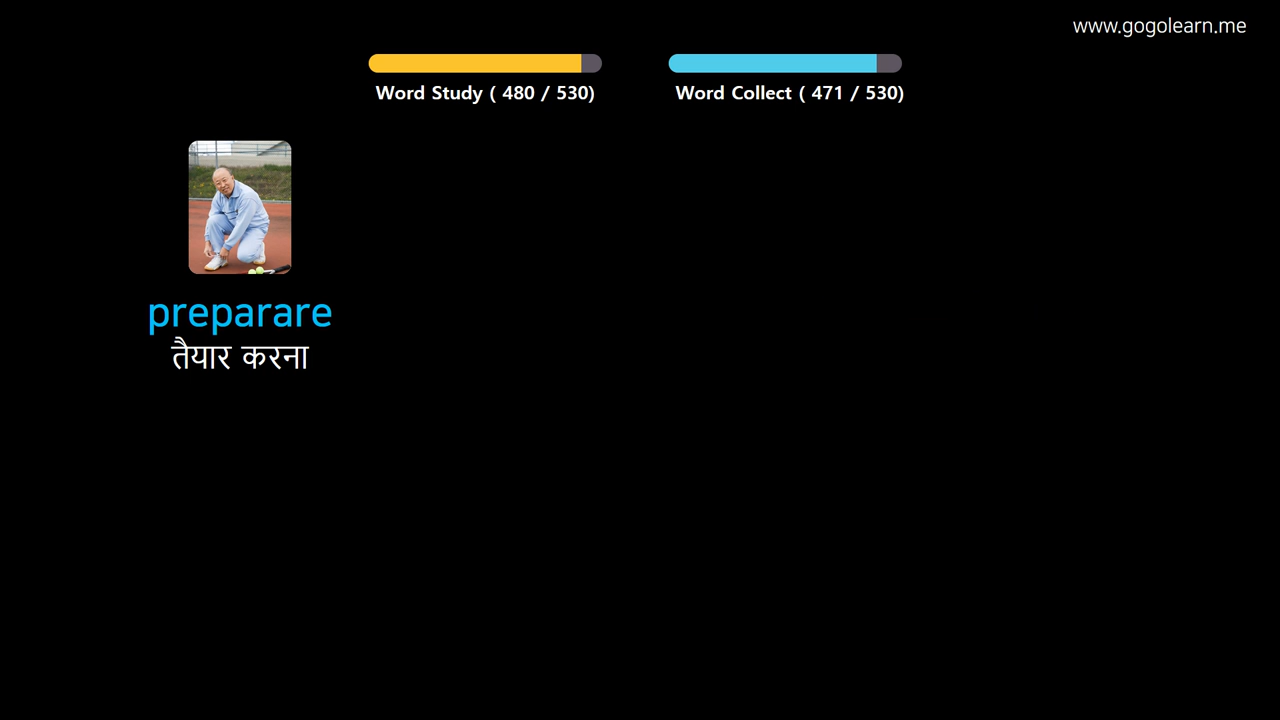 www.gogolearn.me
Word Study ( 480 / 530)
Word Collect ( 471 / 530)
preparare
तैयार करना